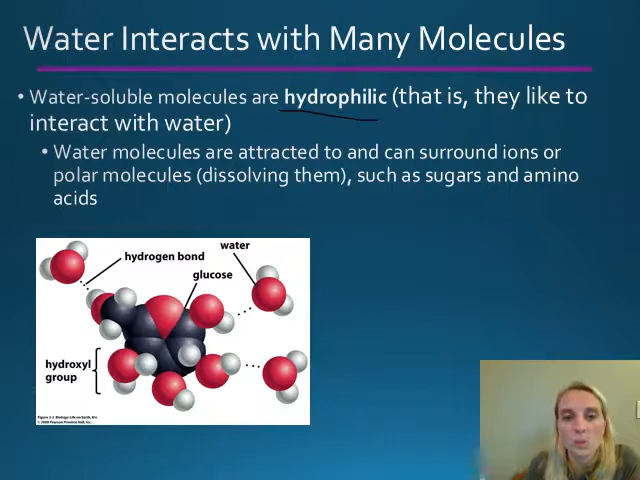 Water Interacts with Many Molecules
• Water-soluble molecules are hydrophilic (that is, they like to
interact with water)
• Water molecules are attracted to and can surround ions or
polar molecules (dissolving them), such as sugars and amino
acids
water
hydrogen bond
glucose
hydroxyl
group